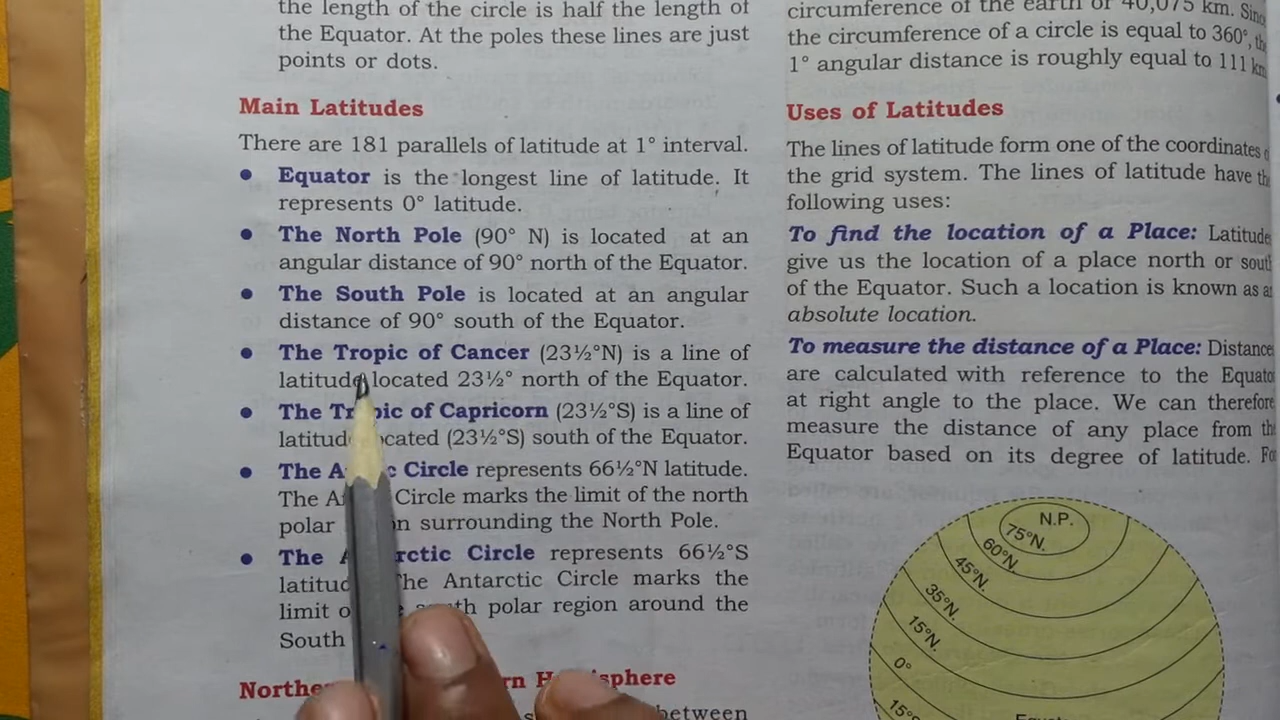 the length of the circle is half the length of
the Equator. At the poles these lines are just
points or dots.
Main Latitudes
There are 181 parallels of latitude at 1° interval.
• Equator is the longest line of latitude. It
represents 0° latitude.
• The North Pole (90° N) is located at an
angular distance of 90° north of the Equator.
• The South Pole is located at an angular
distance of 90° south of the Equator.
• The Tropic of Cancer (23½°N) is a line of
latitude located 23½° north of the Equator.
• The Tropic of Capricorn (23½°S) is a line of
located (23½°S) south of the Equator.
• The Circle represents 66½°N latitude.
The Circle marks the limit of the north
polar surrounding the North Pole.
• The Circle represents 66½°S
The Antarctic Circle marks the
limit polar region around the
South
circumference of the earth or 40,075 km. Since
the circumference of a circle is equal to 360°,
1° angular distance is roughly equal to 111 km
Uses of Latitudes
The lines of latitude form one of the coordinates
the grid system. The lines of latitude have
following uses:
To find the location of a Place: Latitude
give us the location of a place north or
of the Equator. Such a location is known as
absolute location.
To measure the distance of a Place: Distance
are calculated with reference to the
at right angle to the place. We can therefore
measure the distance of any place from
Equator based on its degree of latitude.
N.P.
75°N.
60°N.
45°N.
35°N.
15°N.
0°